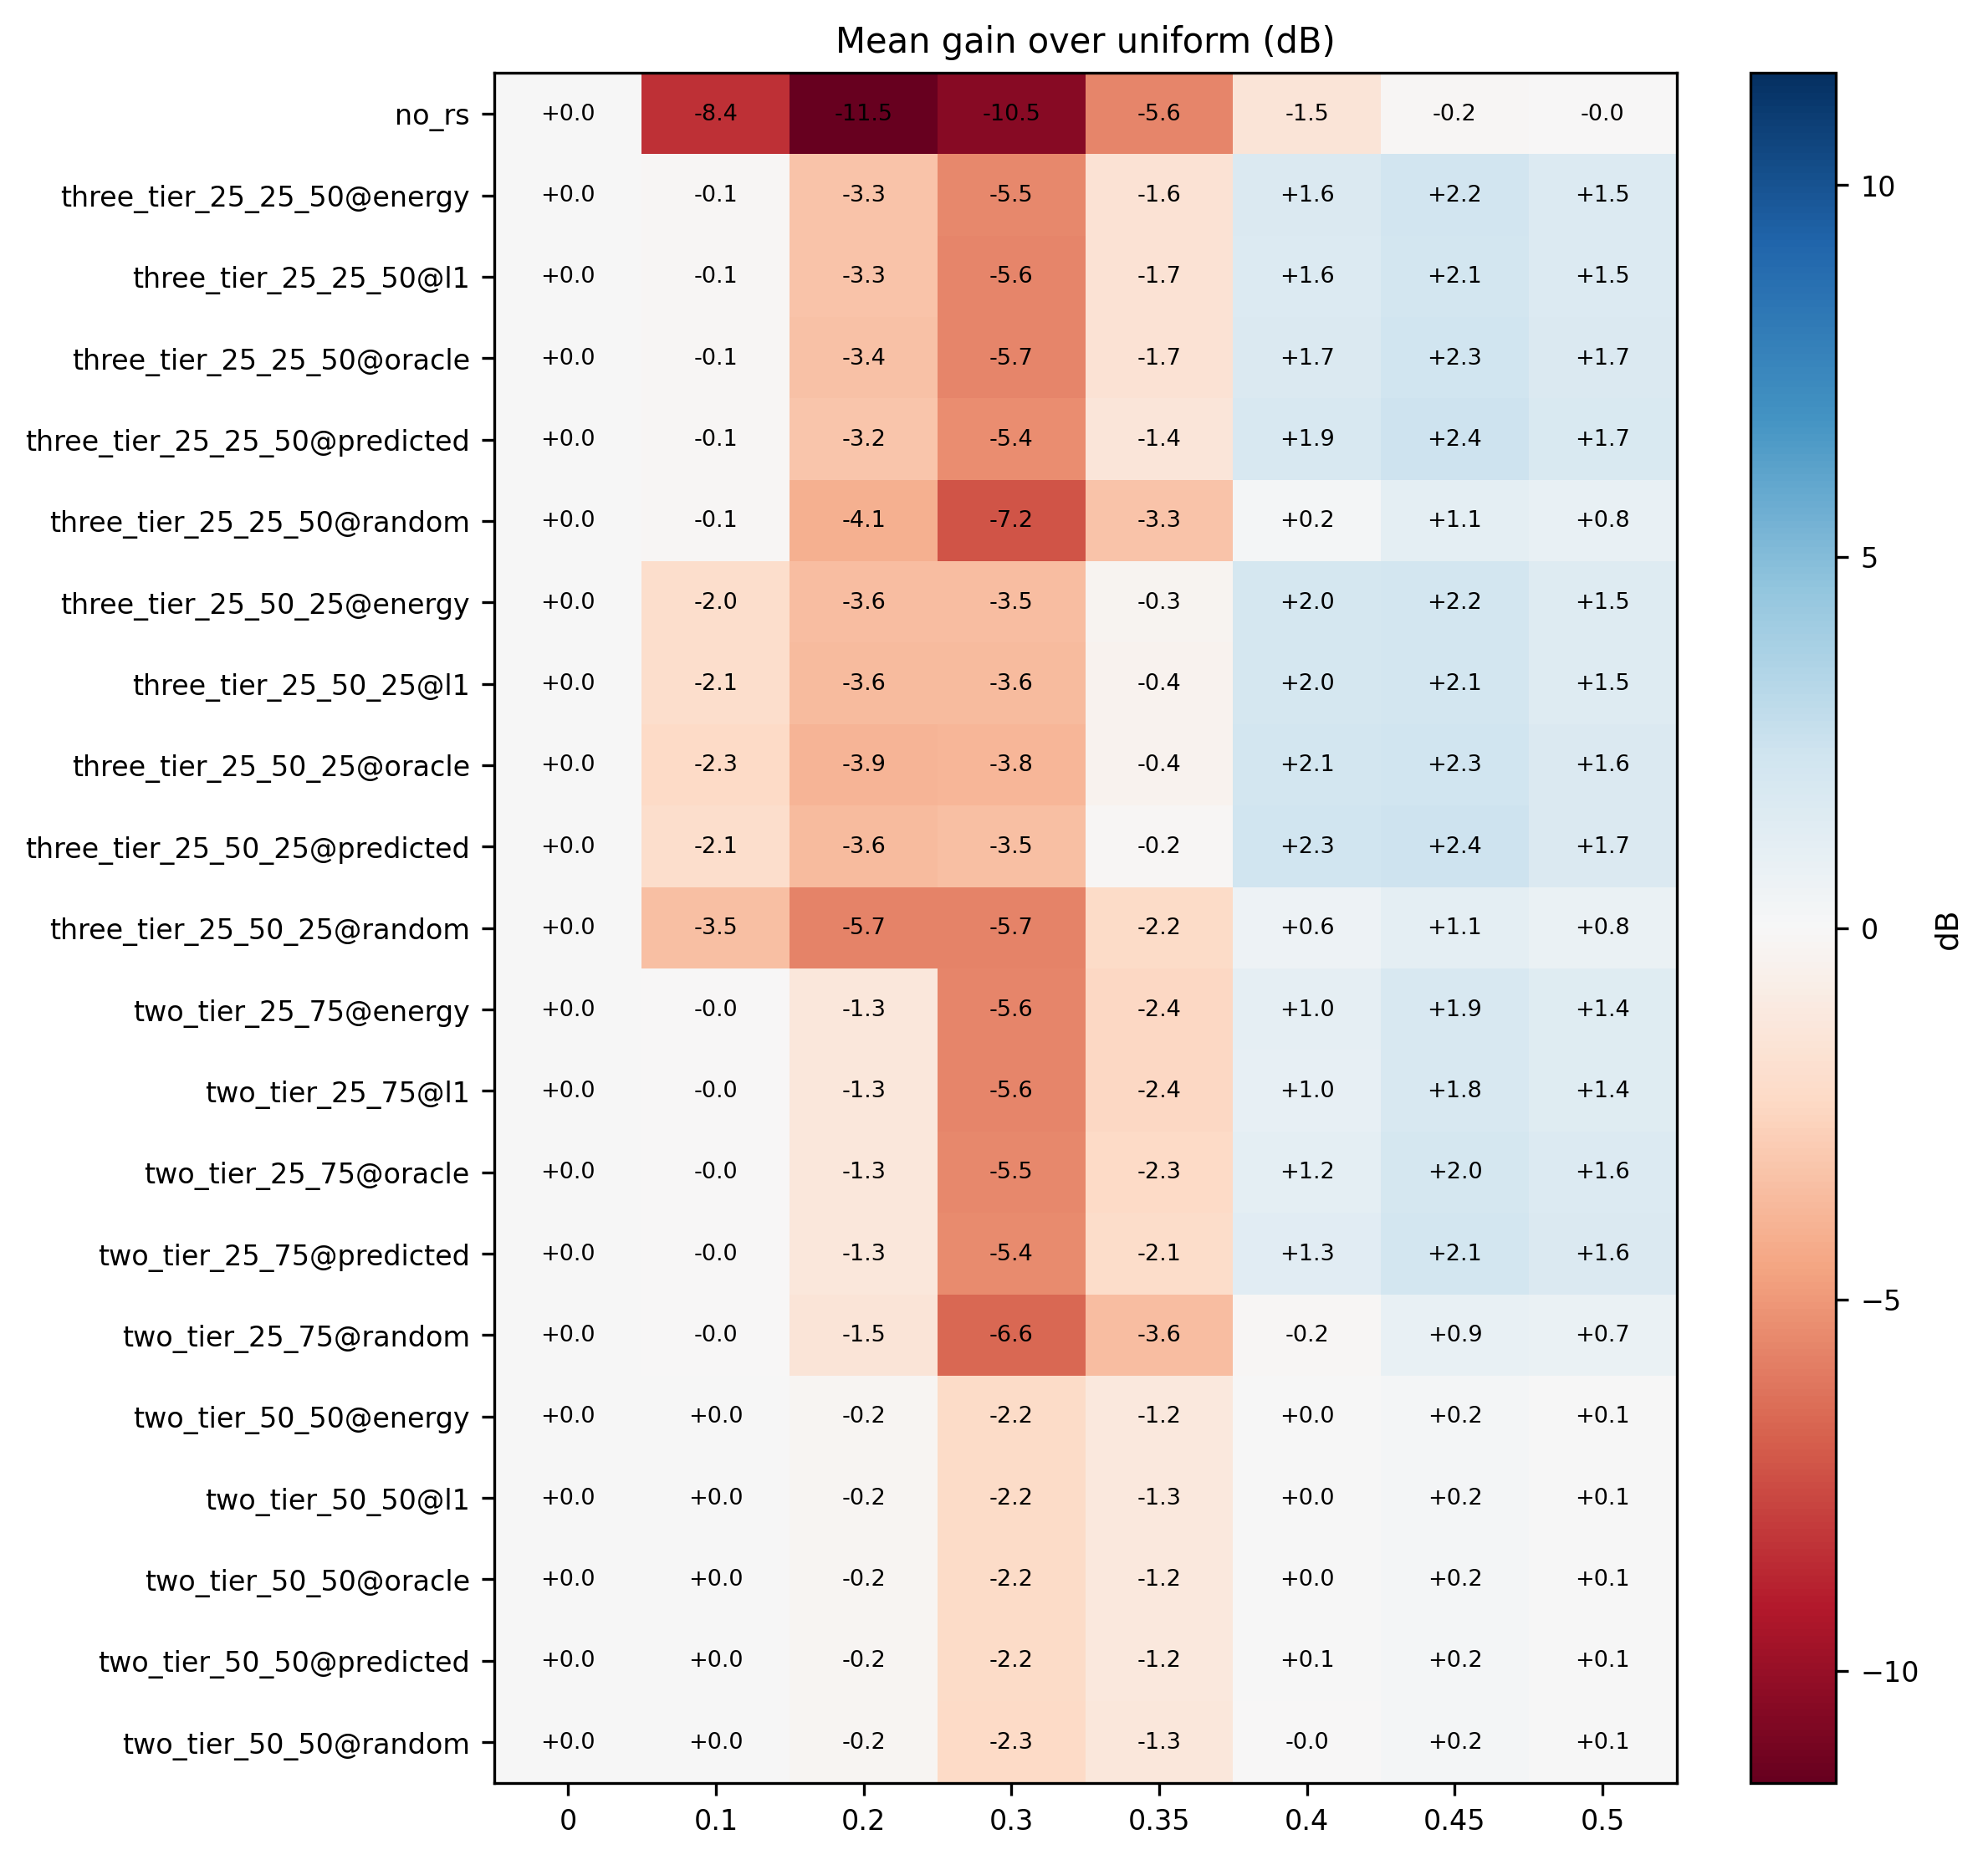 Mean gain over uniform (dB)
no_rs +0.0 -8.4 -11.5 -10.5 -5.6 -1.5 -0.2 -0.0
three_tier_25_25_50@energy +0.0 -0.1 -3.3 -5.5 -1.6 +1.6 +2.2 +1.5
three_tier_25_25_50@l1 +0.0 -0.1 -3.3 -5.6 -1.7 +1.6 +2.1 +1.5
three_tier_25_25_50@oracle +0.0 -0.1 -3.4 -5.7 -1.7 +1.7 +2.3 +1.7
three_tier_25_25_50@predicted +0.0 -0.1 -3.2 -5.4 -1.4 +1.9 +2.4 +1.7
three_tier_25_25_50@random +0.0 -0.1 -4.1 -7.2 -3.3 +0.2 +1.1 +0.8
three_tier_25_50_25@energy +0.0 -2.0 -3.6 -3.5 -0.3 +2.0 +2.2 +1.5
three_tier_25_50_25@l1 +0.0 -2.1 -3.6 -3.6 -0.4 +2.0 +2.1 +1.5
three_tier_25_50_25@oracle +0.0 -2.3 -3.9 -3.8 -0.4 +2.1 +2.3 +1.6
three_tier_25_50_25@predicted +0.0 -2.1 -3.6 -3.5 -0.2 +2.3 +2.4 +1.7
three_tier_25_50_25@random +0.0 -3.5 -5.7 -5.7 -2.2 +0.6 +1.1 +0.8
two_tier_25_75@energy +0.0 -0.0 -1.3 -5.6 -2.4 +1.0 +1.9 +1.4
two_tier_25_75@l1 +0.0 -0.0 -1.3 -5.6 -2.4 +1.0 +1.8 +1.4
two_tier_25_75@oracle +0.0 -0.0 -1.3 -5.5 -2.3 +1.2 +2.0 +1.6
two_tier_25_75@predicted +0.0 -0.0 -1.3 -5.4 -2.1 +1.3 +2.1 +1.6
two_tier_25_75@random +0.0 -0.0 -1.5 -6.6 -3.6 -0.2 +0.9 +0.7
two_tier_50_50@energy +0.0 +0.0 -0.2 -2.2 -1.2 +0.0 +0.2 +0.1
two_tier_50_50@l1 +0.0 +0.0 -0.2 -2.2 -1.3 +0.0 +0.2 +0.1
two_tier_50_50@oracle +0.0 +0.0 -0.2 -2.2 -1.2 +0.0 +0.2 +0.1
two_tier_50_50@predicted +0.0 +0.0 -0.2 -2.2 -1.2 +0.1 +0.2 +0.1
two_tier_50_50@random +0.0 +0.0 -0.2 -2.3 -1.3 -0.0 +0.2 +0.1
0 0.1 0.2 0.3 0.35 0.4 0.45 0.5
10
5
0
−5
−10
dB